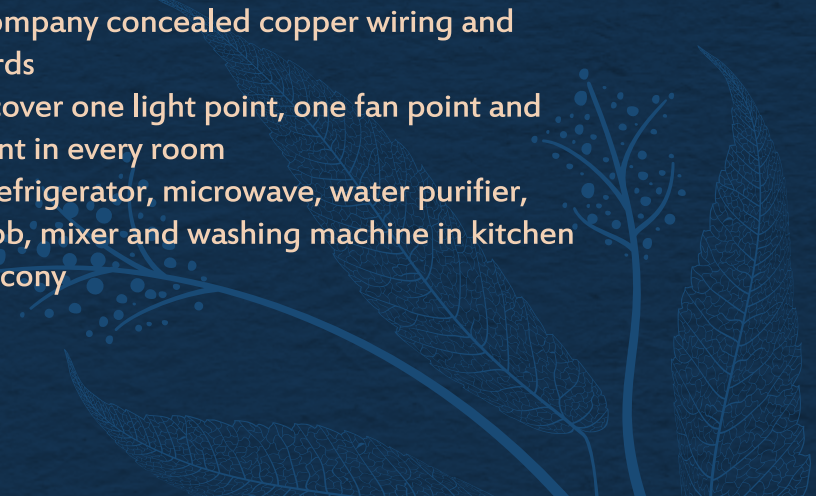 ompany concealed copper wiring and
rds
cover one light point, one fan point and
nt in every room
efrigerator, microwave, water purifier,
ob, mixer and washing machine in kitchen
cony